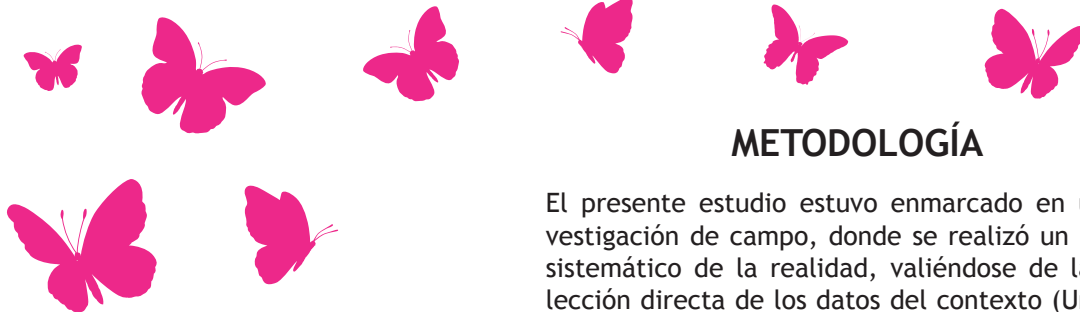 METODOLOGÍA
El presente estudio estuvo enmarcado en
vestigación de campo, donde se realizó un
sistemático de la realidad, valiéndose de
lección directa de los datos del contexto